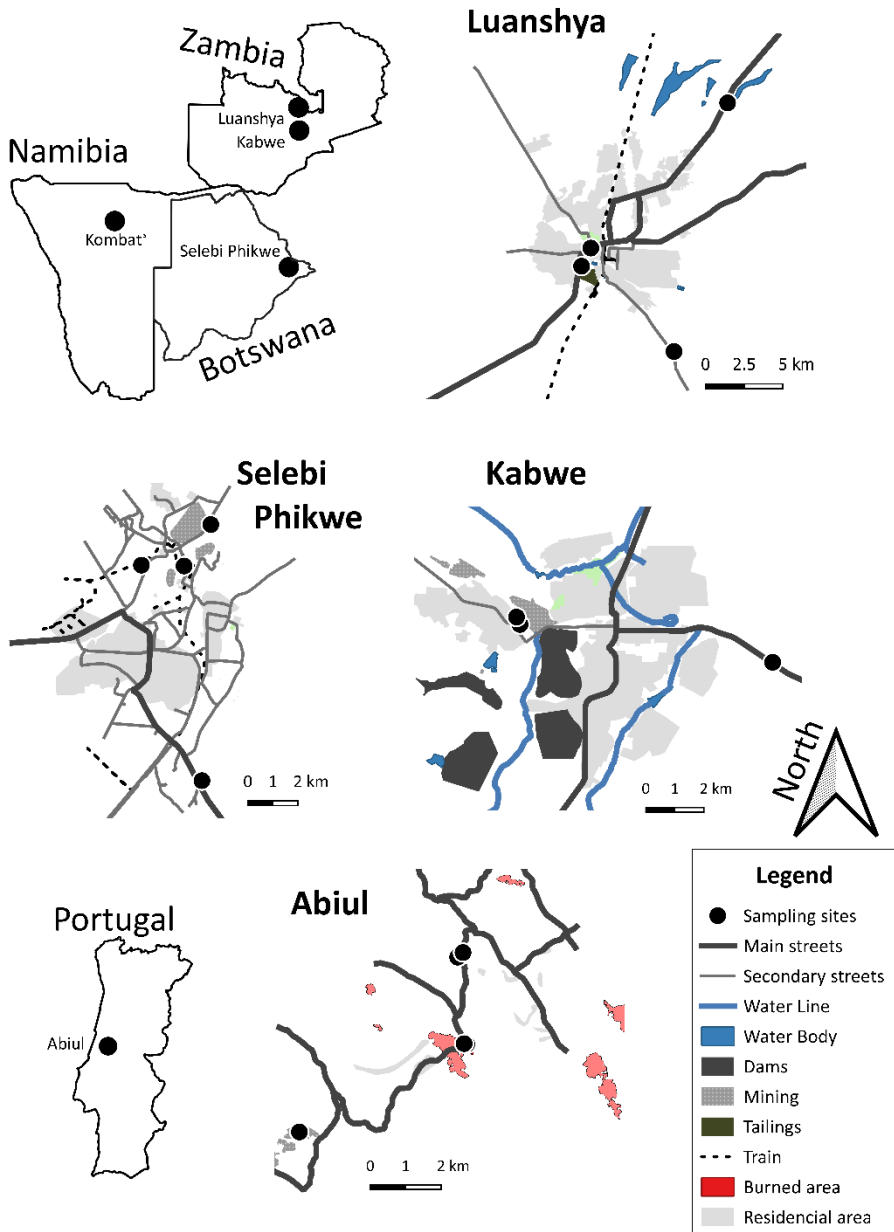 Zambia
Luanshya
Kabwe
Namibia
Kombat
Selebi Phikwe
Botswana
Luanshya
0 2.5 5 km
Selebi
Phikwe
0 1 2 km
Kabwe
0 1 2 km
North
Portugal
Abiul
Abiul
0 1 2 km
Legend
Sampling sites
Main streets
Secondary streets
Water Line
Water Body
Dams
Mining
Tailings
Train
Burned area
Residencial area